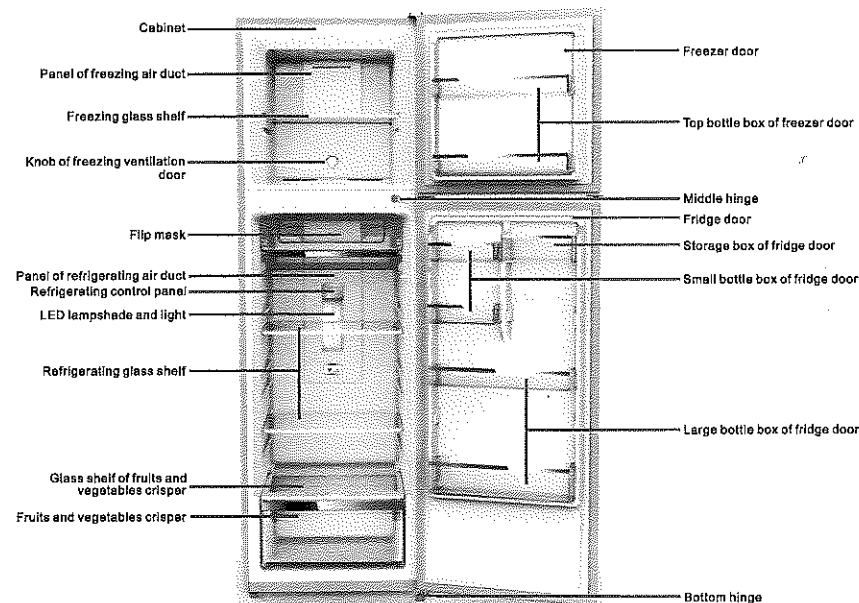 Cabinet
Panel of freezing air duct
Freezing glass shelf
Knob of freezing ventilation
door
Flip mask
Panel of refrigerating air duct
Refrigerating control panel
LED lampshade and light
Refrigerating glass shelf
Glass shelf of fruits and
vegetables crisper
Fruits and vegetables crisper
Freezer door
Top bottle box of freezer door
Middle hinge
Fridge door
Storage box of fridge door
Small bottle box of fridge door
Large bottle box of fridge door
Bottom hinge